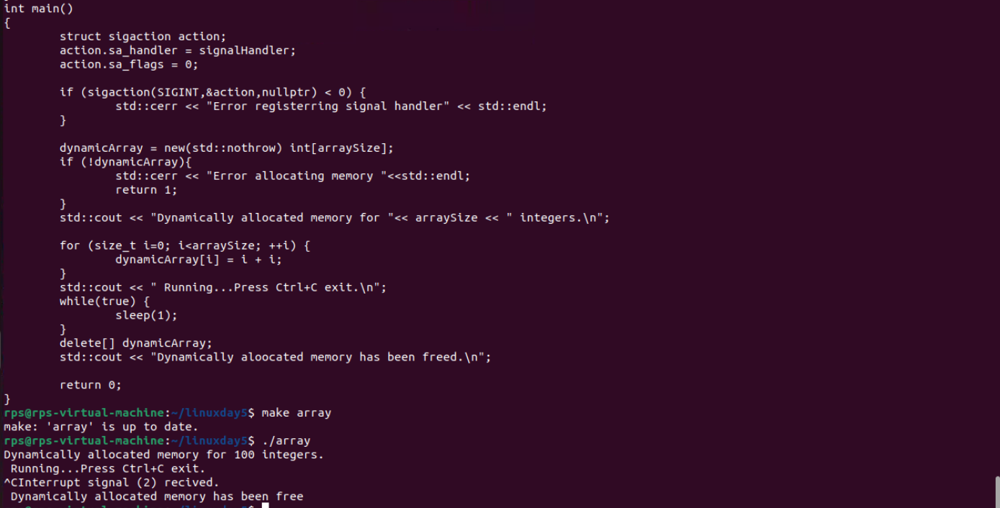 int main()
{
        struct sigaction action;
        action.sa_handler = signalHandler;
        action.sa_flags = 0;

        if (sigaction(SIGINT,&action,nullptr) < 0) {
                std::cerr << "Error registerring signal handler" << std::endl;
        }

        dynamicArray = new(std::nothrow) int[arraySize];
        if (!dynamicArray){
                std::cerr << "Error allocating memory "<<std::endl;
                return 1;
        }
        std::cout << "Dynamically allocated memory for "<< arraySize << " integers.\n";

        for (size_t i=0; i<arraySize; ++i) {
                dynamicArray[i] = i + i;
        }
        std::cout << " Running...Press Ctrl+C exit.\n";
        while(true) {
                sleep(1);
        }
        delete[] dynamicArray;
        std::cout << "Dynamically aloocated memory has been freed.\n";

        return 0;
}
rps@rps-virtual-machine:~/linuxday5$ make array
make: 'array' is up to date.
rps@rps-virtual-machine:~/linuxday5$ ./array
Dynamically allocated memory for 100 integers.
 Running...Press Ctrl+C exit.
^CInterrupt signal (2) recived.
 Dynamically allocated memory has been free